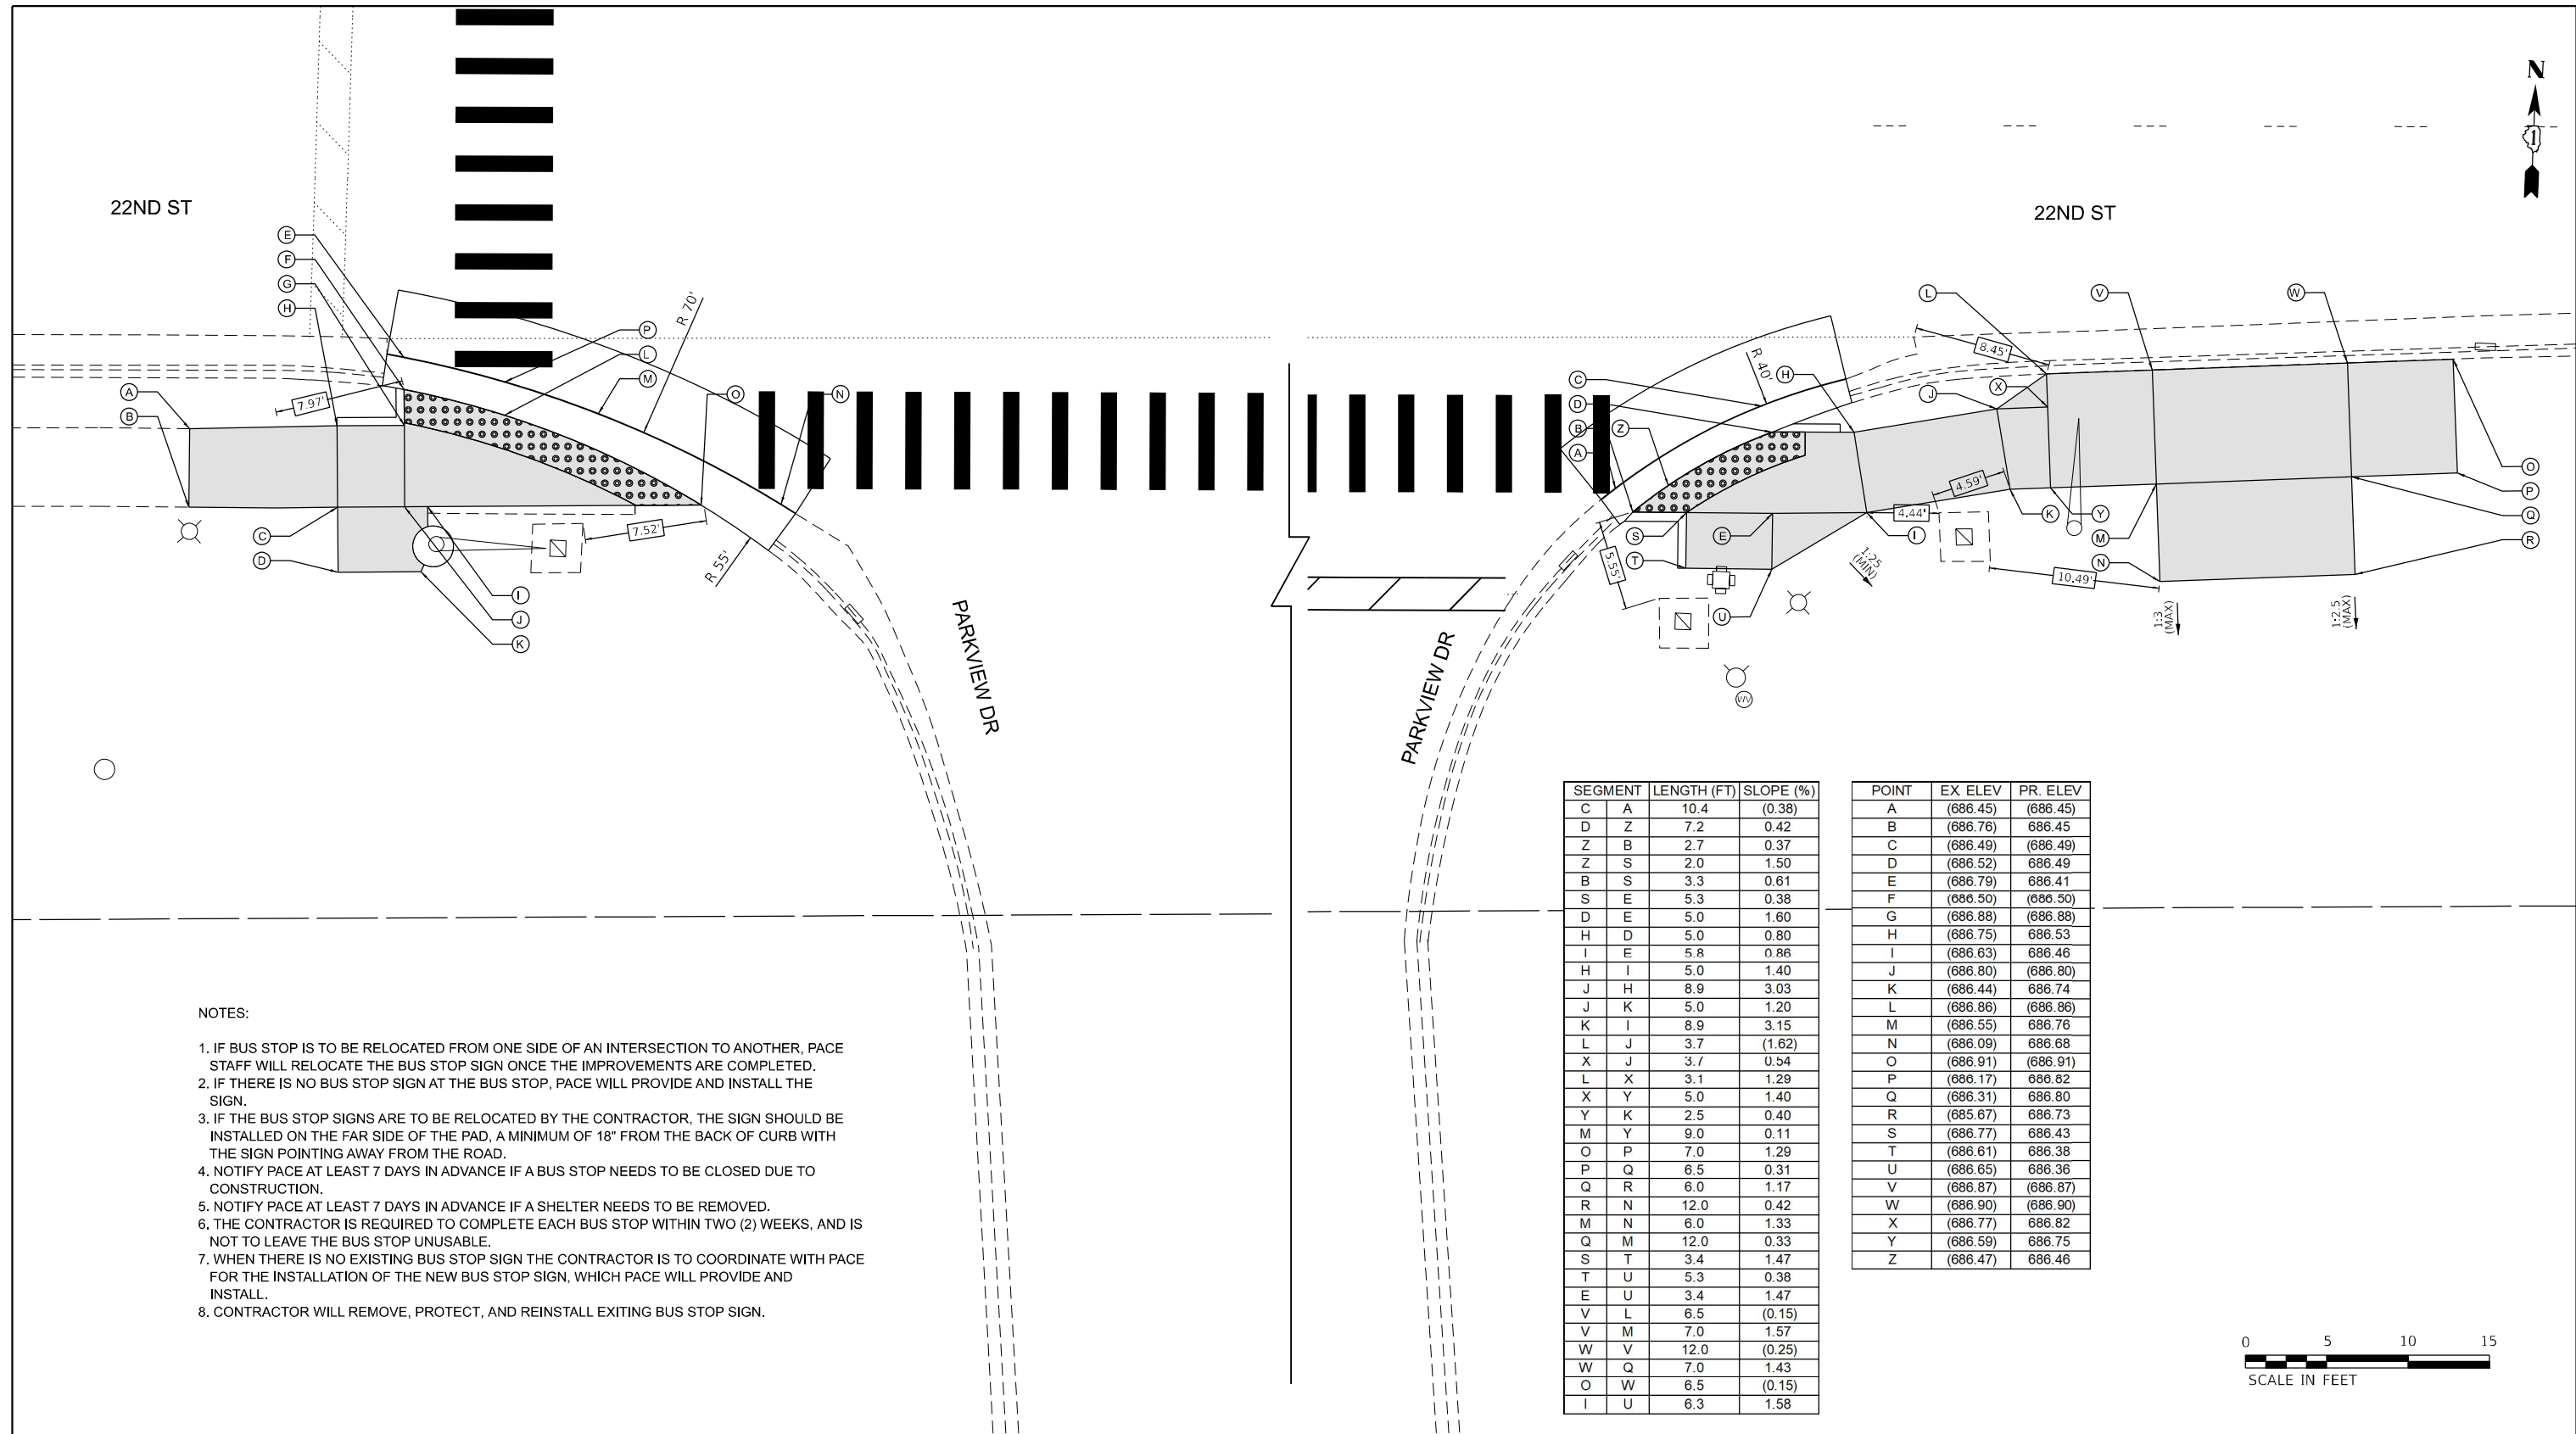 N
1
22ND ST
22ND ST
E
F
G
H
A
B
C
D
7.97'
P
L
M
R 70'
O
N
7.52'
R 55'
I
J
K
PARKVIEW DR
PARKVIEW DR
C
D
B
Z
A
R 40'
H
L
8.45'
V
W
X
J
O
P
Q
R
4.59'
4.44'
K
Y
M
N
S
E
I
T
5.55'
U
1:25
(MIN)
10.49'
1:3
(MAX)
1:2.5
(MAX)
WV
NOTES:
1. IF BUS STOP IS TO BE RELOCATED FROM ONE SIDE OF AN INTERSECTION TO ANOTHER, PACE
STAFF WILL RELOCATE THE BUS STOP SIGN ONCE THE IMPROVEMENTS ARE COMPLETED.
2. IF THERE IS NO BUS STOP SIGN AT THE BUS STOP, PACE WILL PROVIDE AND INSTALL THE
SIGN.
3. IF THE BUS STOP SIGNS ARE TO BE RELOCATED BY THE CONTRACTOR, THE SIGN SHOULD BE
INSTALLED ON THE FAR SIDE OF THE PAD, A MINIMUM OF 18" FROM THE BACK OF CURB WITH
THE SIGN POINTING AWAY FROM THE ROAD.
4. NOTIFY PACE AT LEAST 7 DAYS IN ADVANCE IF A BUS STOP NEEDS TO BE CLOSED DUE TO
CONSTRUCTION.
5. NOTIFY PACE AT LEAST 7 DAYS IN ADVANCE IF A SHELTER NEEDS TO BE REMOVED.
6. THE CONTRACTOR IS REQUIRED TO COMPLETE EACH BUS STOP WITHIN TWO (2) WEEKS, AND IS
NOT TO LEAVE THE BUS STOP UNUSABLE.
7. WHEN THERE IS NO EXISTING BUS STOP SIGN THE CONTRACTOR IS TO COORDINATE WITH PACE
FOR THE INSTALLATION OF THE NEW BUS STOP SIGN, WHICH PACE WILL PROVIDE AND
INSTALL.
8. CONTRACTOR WILL REMOVE, PROTECT, AND REINSTALL EXITING BUS STOP SIGN.
SEGMENT LENGTH (FT) SLOPE (%)
C A 10.4 (0.38)
D Z 7.2 0.42
Z B 2.7 0.37
Z S 2.0 1.50
B S 3.3 0.61
S E 5.3 0.38
D E 5.0 1.60
H D 5.0 0.80
I E 5.8 0.86
H I 5.0 1.40
J H 8.9 3.03
J K 5.0 1.20
K I 8.9 3.15
L J 3.7 (1.62)
X J 3.7 0.54
L X 3.1 1.29
X Y 5.0 1.40
Y K 2.5 0.40
M Y 9.0 0.11
O P 7.0 1.29
P Q 6.5 0.31
Q R 6.0 1.17
R N 12.0 0.42
M N 6.0 1.33
Q M 12.0 0.33
S T 3.4 1.47
T U 5.3 0.38
E U 3.4 1.47
V L 6.5 (0.15)
V M 7.0 1.57
W V 12.0 (0.25)
W Q 7.0 1.43
O W 6.5 (0.15)
I U 6.3 1.58
POINT EX. ELEV PR. ELEV
A (686.45) (686.45)
B (686.76) 686.45
C (686.49) (686.49)
D (686.52) 686.49
E (686.79) 686.41
F (686.50) (686.50)
G (686.88) (686.88)
H (686.75) 686.53
I (686.63) 686.46
J (686.80) (686.80)
K (686.44) 686.74
L (686.86) (686.86)
M (686.55) 686.76
N (686.09) 686.68
O (686.91) (686.91)
P (686.17) 686.82
Q (686.31) 686.80
R (685.67) 686.73
S (686.77) 686.43
T (686.61) 686.38
U (686.65) 686.36
V (686.87) (686.87)
W (686.90) (686.90)
X (686.77) 686.82
Y (686.59) 686.75
Z (686.47) 686.46
0 5 10 15
SCALE IN FEET